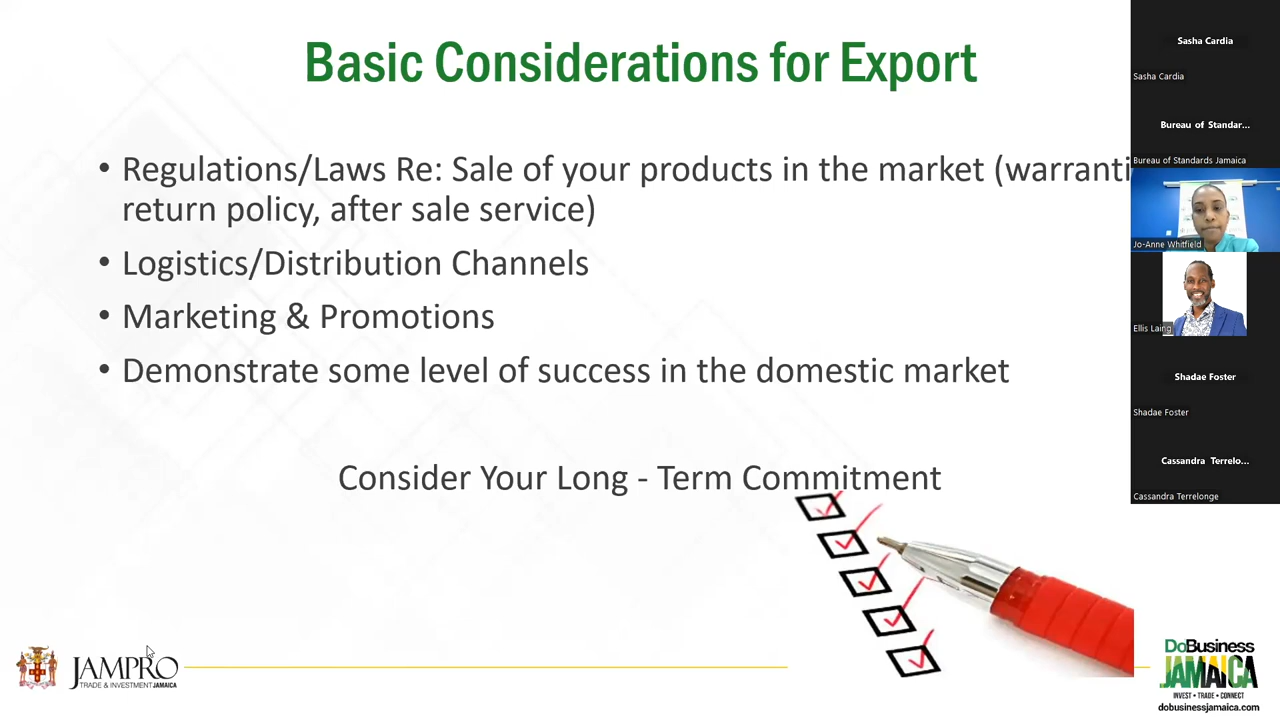 Basic Considerations for Export
• Regulations/Laws Re: Sale of your products in the market (warranti
return policy, after sale service)
• Logistics/Distribution Channels
• Marketing & Promotions
• Demonstrate some level of success in the domestic market
Consider Your Long - Term Commitment
JAMPRO
TRADE & INVESTMENT JAMAICA
DoBusiness
JAMAICA
INVEST • TRADE • CONNECT
dobusinessjamaica.com
Sasha Cardia
Sasha Cardia
Bureau of Standar...
Bureau of Standards Jamaica
Jo-Anne Whitfield
Ellis Laing
Shadae Foster
Shadae Foster
Cassandra Terrelo...
Cassandra Terrelonge